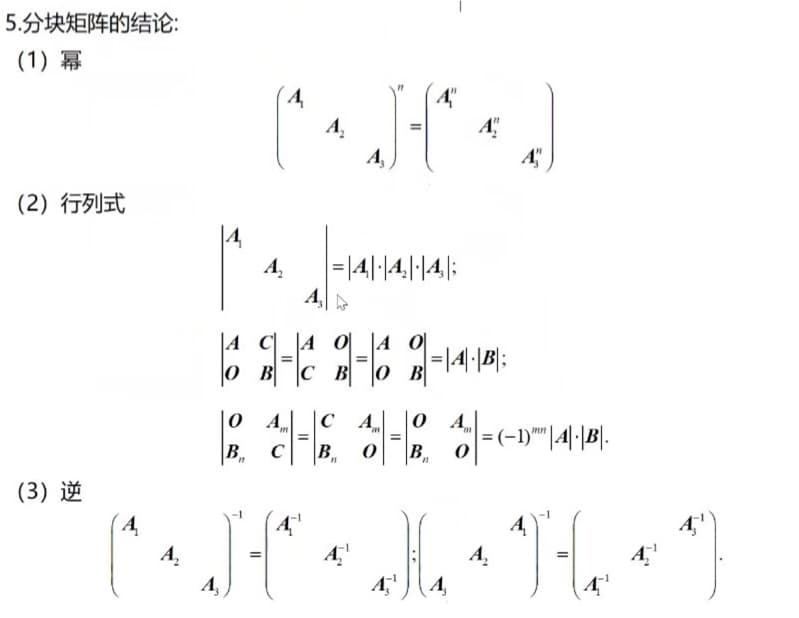 5.分块矩阵的结论:
（1）幂
$$\begin{pmatrix} A_1 & & \\ & A_2 & \\ & & A_3 \end{pmatrix}^n = \begin{pmatrix} A_1^n & & \\ & A_2^n & \\ & & A_3^n \end{pmatrix}$$
（2）行列式
$$\begin{vmatrix} A_1 & & \\ & A_2 & \\ & & A_3 \end{vmatrix} = |A_1| \cdot |A_2| \cdot |A_3|;$$
$$\begin{vmatrix} A & C \\ O & B \end{vmatrix} = \begin{vmatrix} A & O \\ C & B \end{vmatrix} = \begin{vmatrix} A & O \\ O & B \end{vmatrix} = |A| \cdot |B|;$$
$$\begin{vmatrix} O & A_m \\ B_n & C \end{vmatrix} = \begin{vmatrix} C & A_m \\ B_n & O \end{vmatrix} = \begin{vmatrix} O & A_m \\ B_n & O \end{vmatrix} = (-1)^{mn} |A| \cdot |B|.$$
（3）逆
$$\begin{pmatrix} A_1 & & \\ & A_2 & \\ & & A_3 \end{pmatrix}^{-1} = \begin{pmatrix} A_1^{-1} & & \\ & A_2^{-1} & \\ & & A_3^{-1} \end{pmatrix}; \begin{pmatrix} & & A_1 \\ & A_2 & \\ A_3 & & \end{pmatrix}^{-1} = \begin{pmatrix} & & A_3^{-1} \\ & A_2^{-1} & \\ A_1^{-1} & & \end{pmatrix}.$$